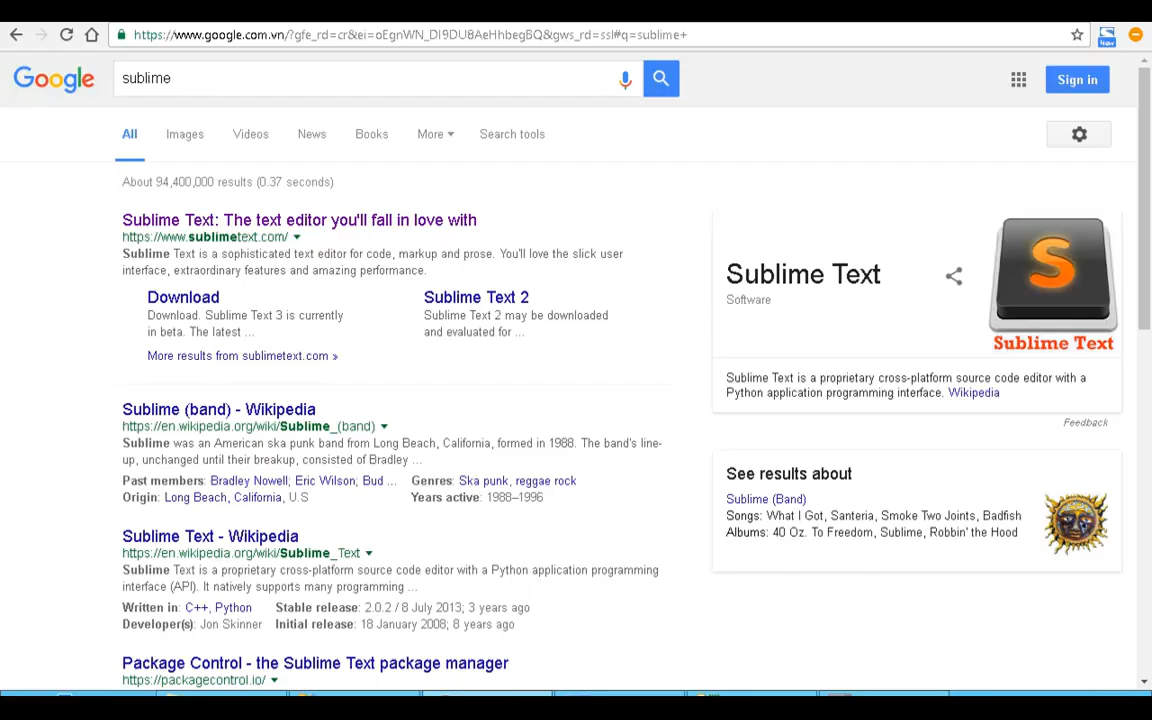 https://www.google.com.vn/?gfe_rd=cr&ei=oEgnWN_DI9DU8AeHhbegBQ&gws_rd=ssl#q=sublime+
New
Google
sublime
Sign in
All Images Videos News Books More Search tools
About 94,400,000 results (0.37 seconds)
Sublime Text: The text editor you'll fall in love with
https://www.sublimetext.com/
Sublime Text is a sophisticated text editor for code, markup and prose. You'll love the slick user
interface, extraordinary features and amazing performance.
Download
Download. Sublime Text 3 is currently
in beta. The latest ...
Sublime Text 2
Sublime Text 2 may be downloaded
and evaluated for ...
More results from sublimetext.com »
Sublime (band) - Wikipedia
https://en.wikipedia.org/wiki/Sublime_(band)
Sublime was an American ska punk band from Long Beach, California, formed in 1988. The band's line-
up, unchanged until their breakup, consisted of Bradley ...
Past members: Bradley Nowell; Eric Wilson; Bud ... Genres: Ska punk, reggae rock
Origin: Long Beach, California, U.S Years active: 1988–1996
Sublime Text - Wikipedia
https://en.wikipedia.org/wiki/Sublime_Text
Sublime Text is a proprietary cross-platform source code editor with a Python application programming
interface (API). It natively supports many programming ...
Written in: C++, Python Stable release: 2.0.2 / 8 July 2013; 3 years ago
Developer(s): Jon Skinner Initial release: 18 January 2008; 8 years ago
Package Control - the Sublime Text package manager
https://packagecontrol.io/
Sublime Text
Software
S
Sublime Text
Sublime Text is a proprietary cross-platform source code editor with a
Python application programming interface. Wikipedia
Feedback
See results about
Sublime (Band)
Songs: What I Got, Santeria, Smoke Two Joints, Badfish
Albums: 40 Oz. To Freedom, Sublime, Robbin' the Hood